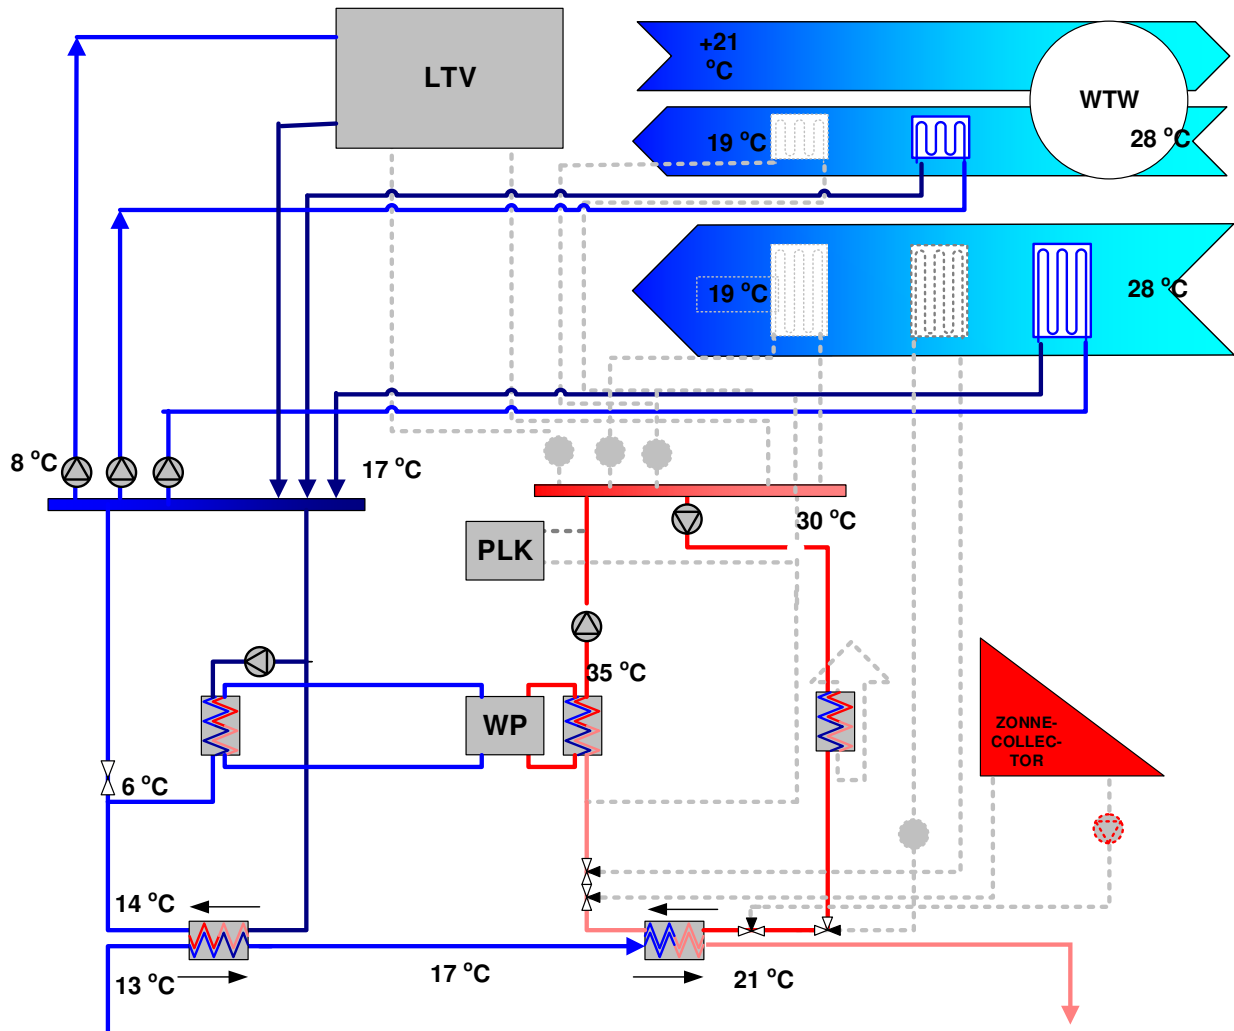 LTV
+21
°C
WTW
19 °C
28 °C
19 °C
28 °C
8 °C
17 °C
30 °C
PLK
35 °C
WP
ZONNE-
COLLEC-
TOR
6 °C
14 °C
13 °C
17 °C
21 °C